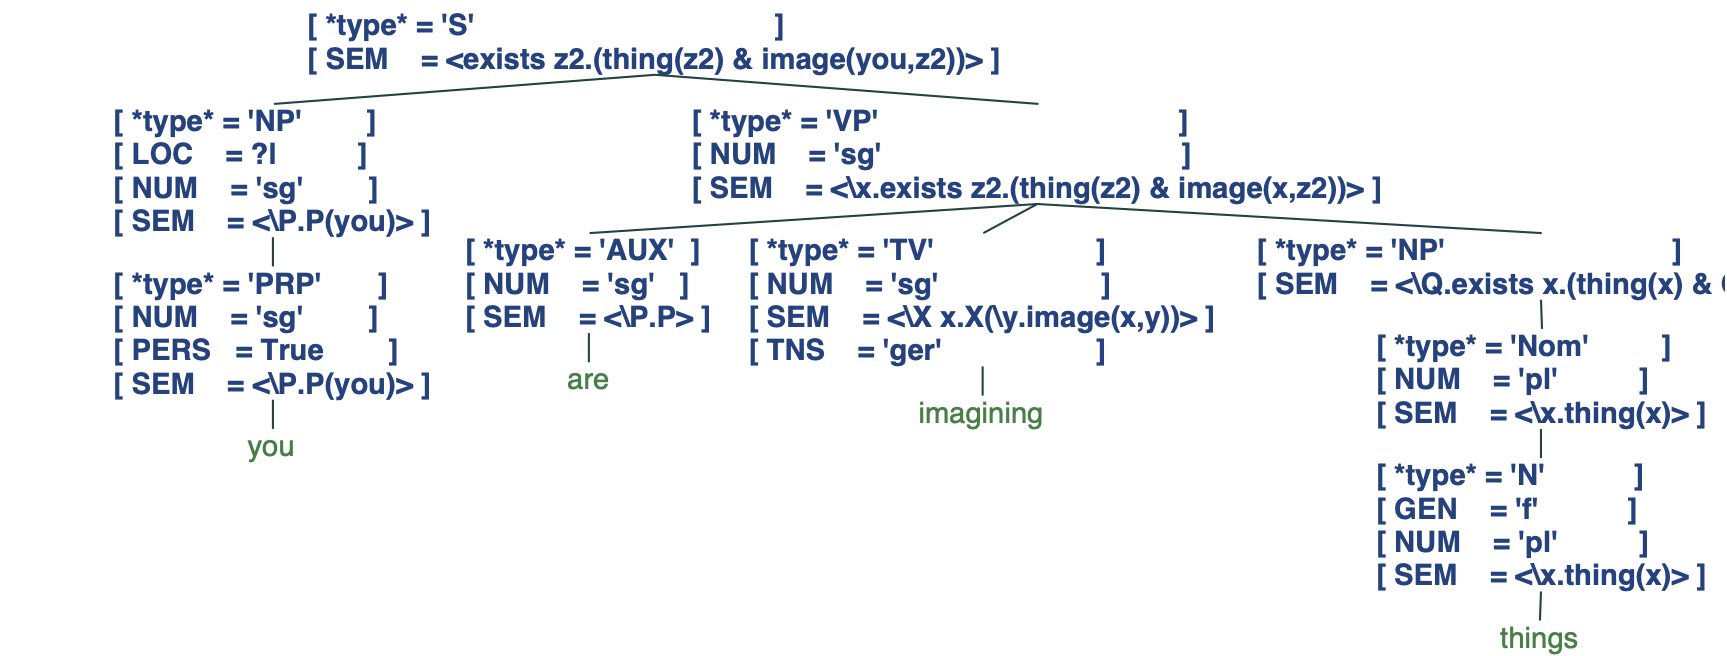 [ *type* = 'S' ]
[ SEM = <exists z2.(thing(z2) & image(you,z2))> ]
[ *type* = 'NP' ]
[ LOC = ?l ]
[ NUM = 'sg' ]
[ SEM = <\P.P(you)> ]
[ *type* = 'VP' ]
[ NUM = 'sg' ]
[ SEM = <\x.exists z2.(thing(z2) & image(x,z2))> ]
[ *type* = 'PRP' ]
[ NUM = 'sg' ]
[ PERS = True ]
[ SEM = <\P.P(you)> ]
you
[ *type* = 'AUX' ]
[ NUM = 'sg' ]
[ SEM = <\P.P> ]
are
[ *type* = 'TV' ]
[ NUM = 'sg' ]
[ SEM = <\X x.X(\y.image(x,y))> ]
[ TNS = 'ger' ]
imagining
[ *type* = 'NP' ]
[ SEM = <\Q.exists x.(thing(x) &
[ *type* = 'Nom' ]
[ NUM = 'pl' ]
[ SEM = <\x.thing(x)> ]
[ *type* = 'N' ]
[ GEN = 'f' ]
[ NUM = 'pl' ]
[ SEM = <\x.thing(x)> ]
things